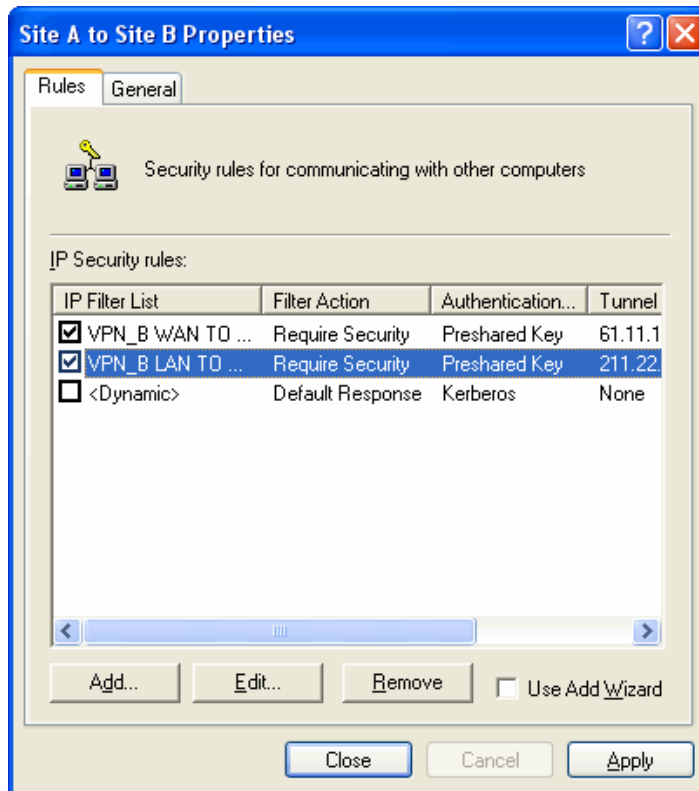 Site A to Site B Properties
Rules General
Security rules for communicating with other computers
IP Security rules:
IP Filter List Filter Action Authentication... Tunnel
VPN_B WAN TO ... Require Security Preshared Key 61.11.1
VPN_B LAN TO ... Require Security Preshared Key 211.22.
<Dynamic> Default Response Kerberos None
Add... Edit... Remove Use Add Wizard
Close Cancel Apply